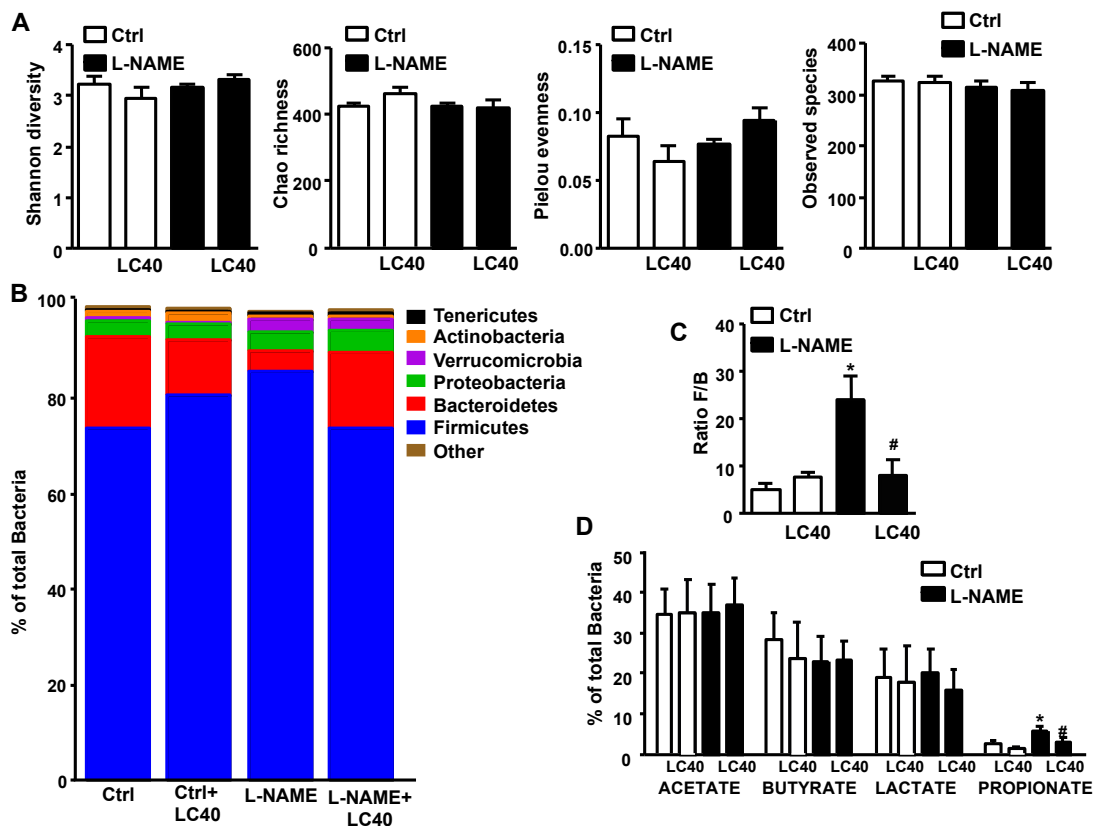 A
Ctrl
L-NAME
Shannon diversity
4
3
2
1
0
LC40
LC40
Ctrl
L-NAME
Chao richness
600
400
200
0
LC40
LC40
Ctrl
L-NAME
Pielou evenness
0.15
0.10
0.05
0.00
LC40
LC40
Ctrl
L-NAME
Observed species
400
300
200
100
0
LC40
LC40
B
% of total Bacteria
100
80
60
40
20
0
Ctrl
Ctrl+
LC40
L-NAME
L-NAME+
LC40
Tenericutes
Actinobacteria
Verrucomicrobia
Proteobacteria
Bacteroidetes
Firmicutes
Other
C
Ctrl
L-NAME
Ratio F/B
40
30
20
10
0
*
#
LC40
LC40
D
Ctrl
L-NAME
% of total Bacteria
50
40
30
20
10
0
*
#
LC40 LC40 LC40 LC40 LC40 LC40 LC40 LC40
ACETATE BUTYRATE LACTATE PROPIONATE